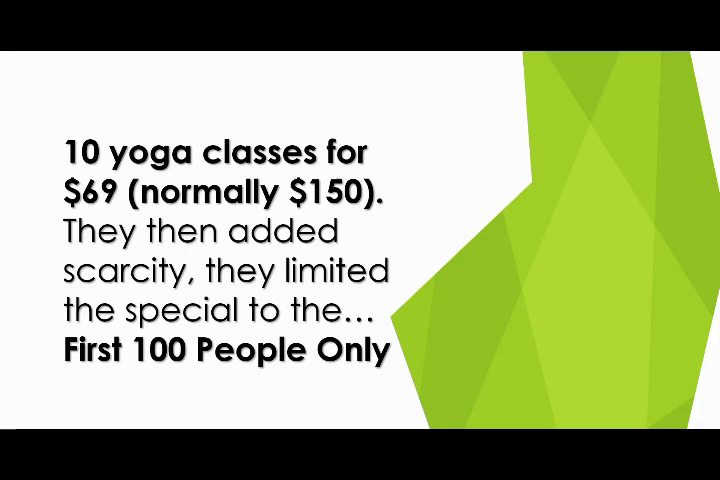 10 yoga classes for
$69 (normally $150).
They then added
scarcity, they limited
the special to the…
First 100 People Only